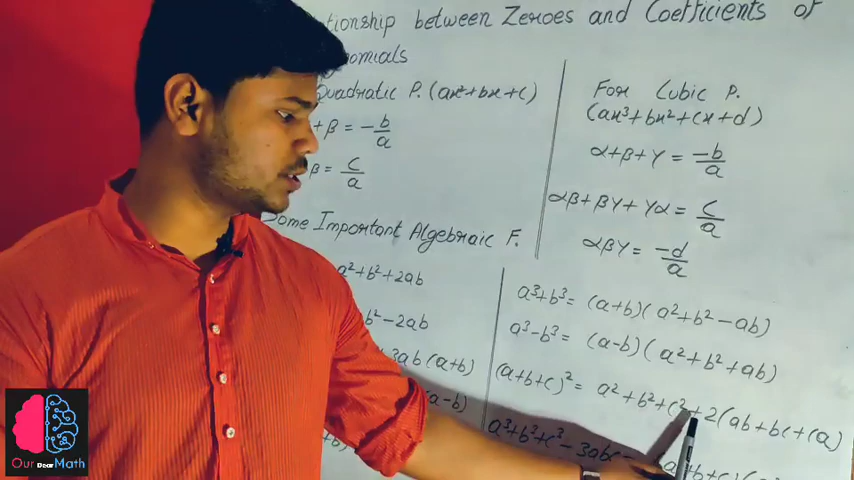 between Zeroes and Coefficients of
Quadratic P. (ax²+bx+c)
+ β = -b/a
β = c/a
For Cubic P.
(ax³+bx²+cx+d)
α+β+γ = -b/a
αβ+βγ+γα = c/a
αβγ = -d/a
Some Important Algebraic F.
a²+b²+2ab
b²-2ab
3ab(a+b)
(a-b)
a³+b³= (a+b)(a²+b²-ab)
a³-b³= (a-b)(a²+b²+ab)
(a+b+c)²= a²+b²+c²+2(ab+bc+ca)
a³+b³+c³-3abc
Our Dear Math